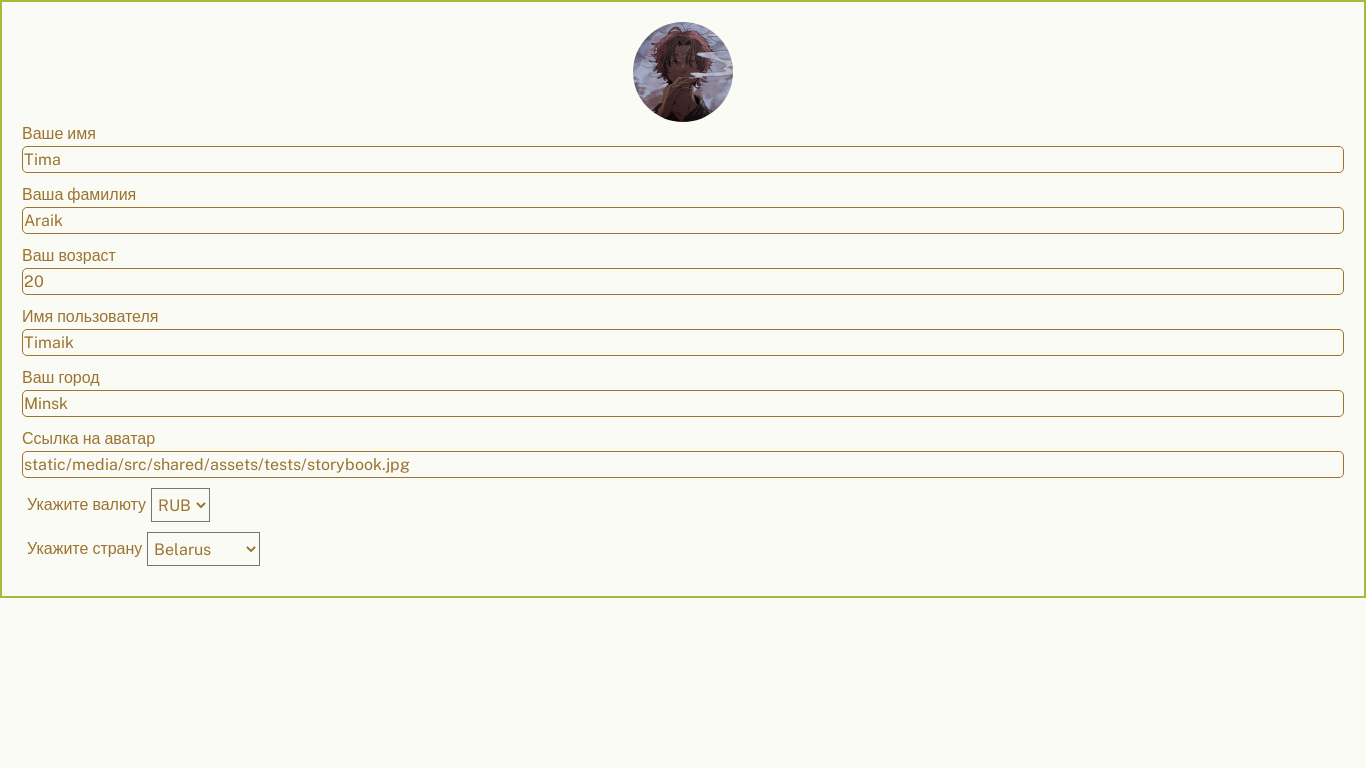 Ваше имя
Tima
Ваша фамилия
Araik
Ваш возраст
20
Имя пользователя
Timaik
Ваш город
Minsk
Ссылка на аватар
static/media/src/shared/assets/tests/storybook.jpg
Укажите валюту RUB
Укажите страну Belarus